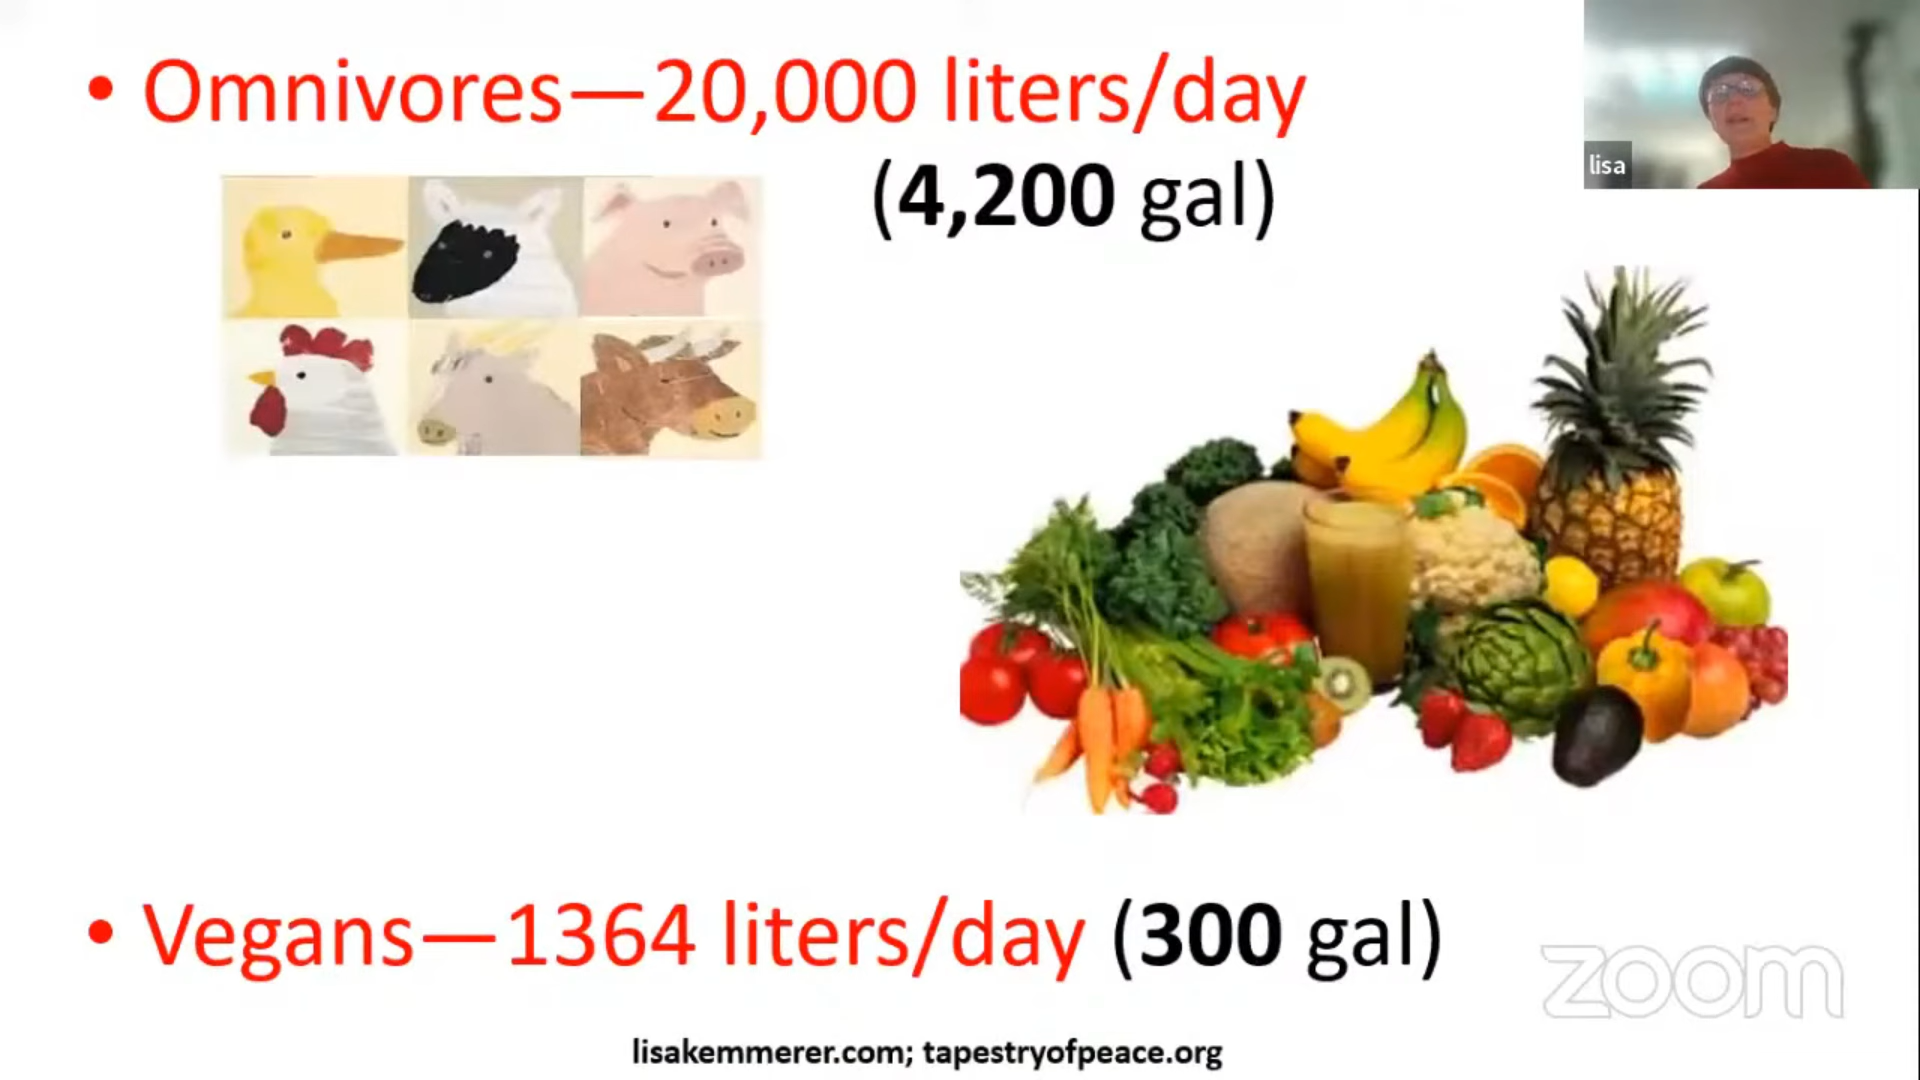 • Omnivores—20,000 liters/day
(4,200 gal)
lisa
• Vegans—1364 liters/day (300 gal)
zoom
lisakemmerer.com; tapestryofpeace.org